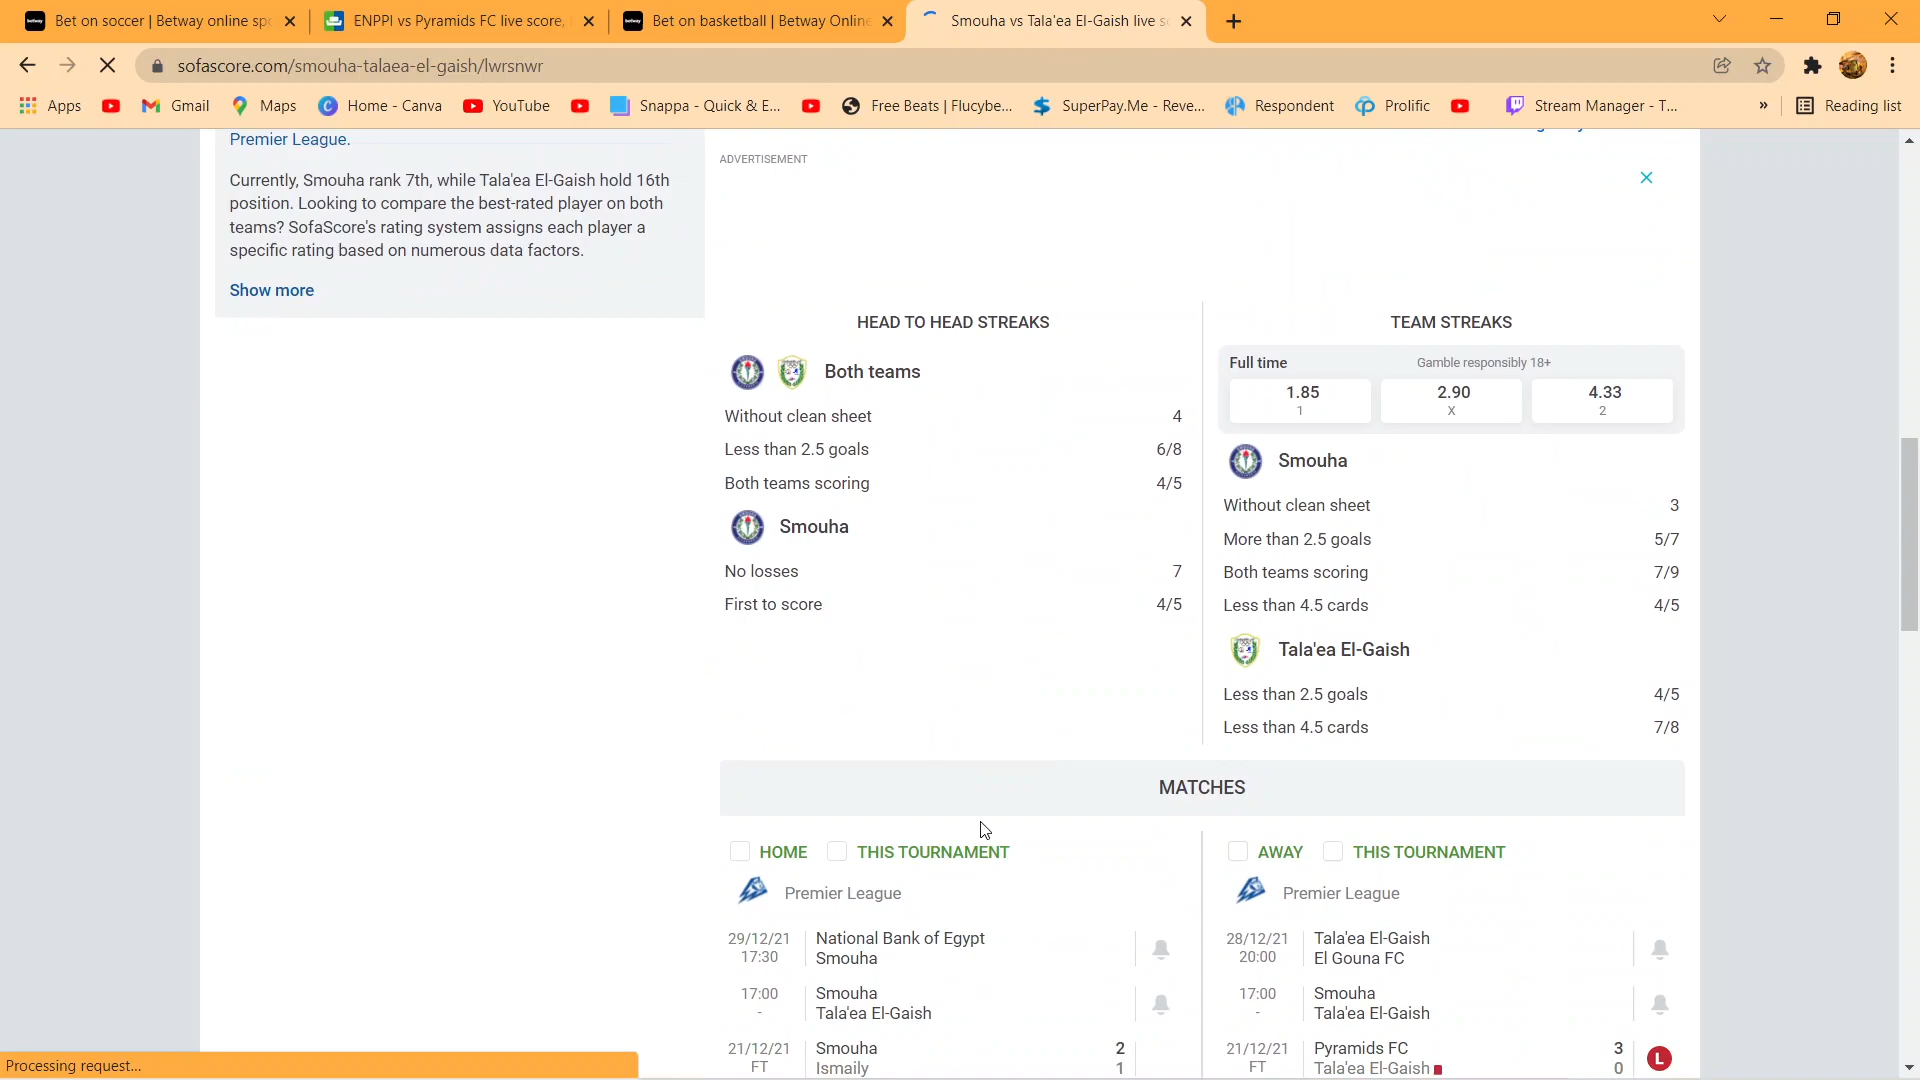 Bet on soccer | Betway online sp
ENPPI vs Pyramids FC live score,
Bet on basketball | Betway Online
Smouha vs Tala'ea El-Gaish live s
sofascore.com/smouha-talaea-el-gaish/lwrsnwr
Apps
Gmail
Maps
Home - Canva
YouTube
Snappa - Quick & E...
Free Beats | Flucybe...
SuperPay.Me - Reve...
Respondent
Prolific
Stream Manager - T...
»
Reading list
Premier League.
Currently, Smouha rank 7th, while Tala'ea El-Gaish hold 16th
position. Looking to compare the best-rated player on both
teams? SofaScore's rating system assigns each player a
specific rating based on numerous data factors.
Show more
ADVERTISEMENT
HEAD TO HEAD STREAKS
Both teams
Without clean sheet 4
Less than 2.5 goals 6/8
Both teams scoring 4/5
Smouha
No losses 7
First to score 4/5
TEAM STREAKS
Full time Gamble responsibly 18+
1.85 2.90 4.33
1 X 2
Smouha
Without clean sheet 3
More than 2.5 goals 5/7
Both teams scoring 7/9
Less than 4.5 cards 4/5
Tala'ea El-Gaish
Less than 2.5 goals 4/5
Less than 4.5 cards 7/8
MATCHES
HOME THIS TOURNAMENT
Premier League
29/12/21 National Bank of Egypt
17:30 Smouha
17:00 Smouha
- Tala'ea El-Gaish
21/12/21 Smouha 2
FT Ismaily 1
AWAY THIS TOURNAMENT
Premier League
28/12/21 Tala'ea El-Gaish
20:00 El Gouna FC
17:00 Smouha
- Tala'ea El-Gaish
21/12/21 Pyramids FC 3
FT Tala'ea El-Gaish 0
L
Processing request...